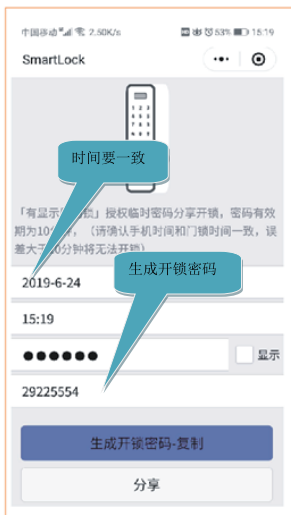 中国移动 2.50K/s 53% 15:19
SmartLock
时间要一致
「有显示 锁」授权临时密码分享开锁，密码有效
期为10分 ，（请确认手机时间和门锁时间一致，误
差大于 0分钟将无法开锁）
生成开锁密码
2019-6-24
15:19
●●●●●● 显示
29225554
生成开锁密码-复制
分享